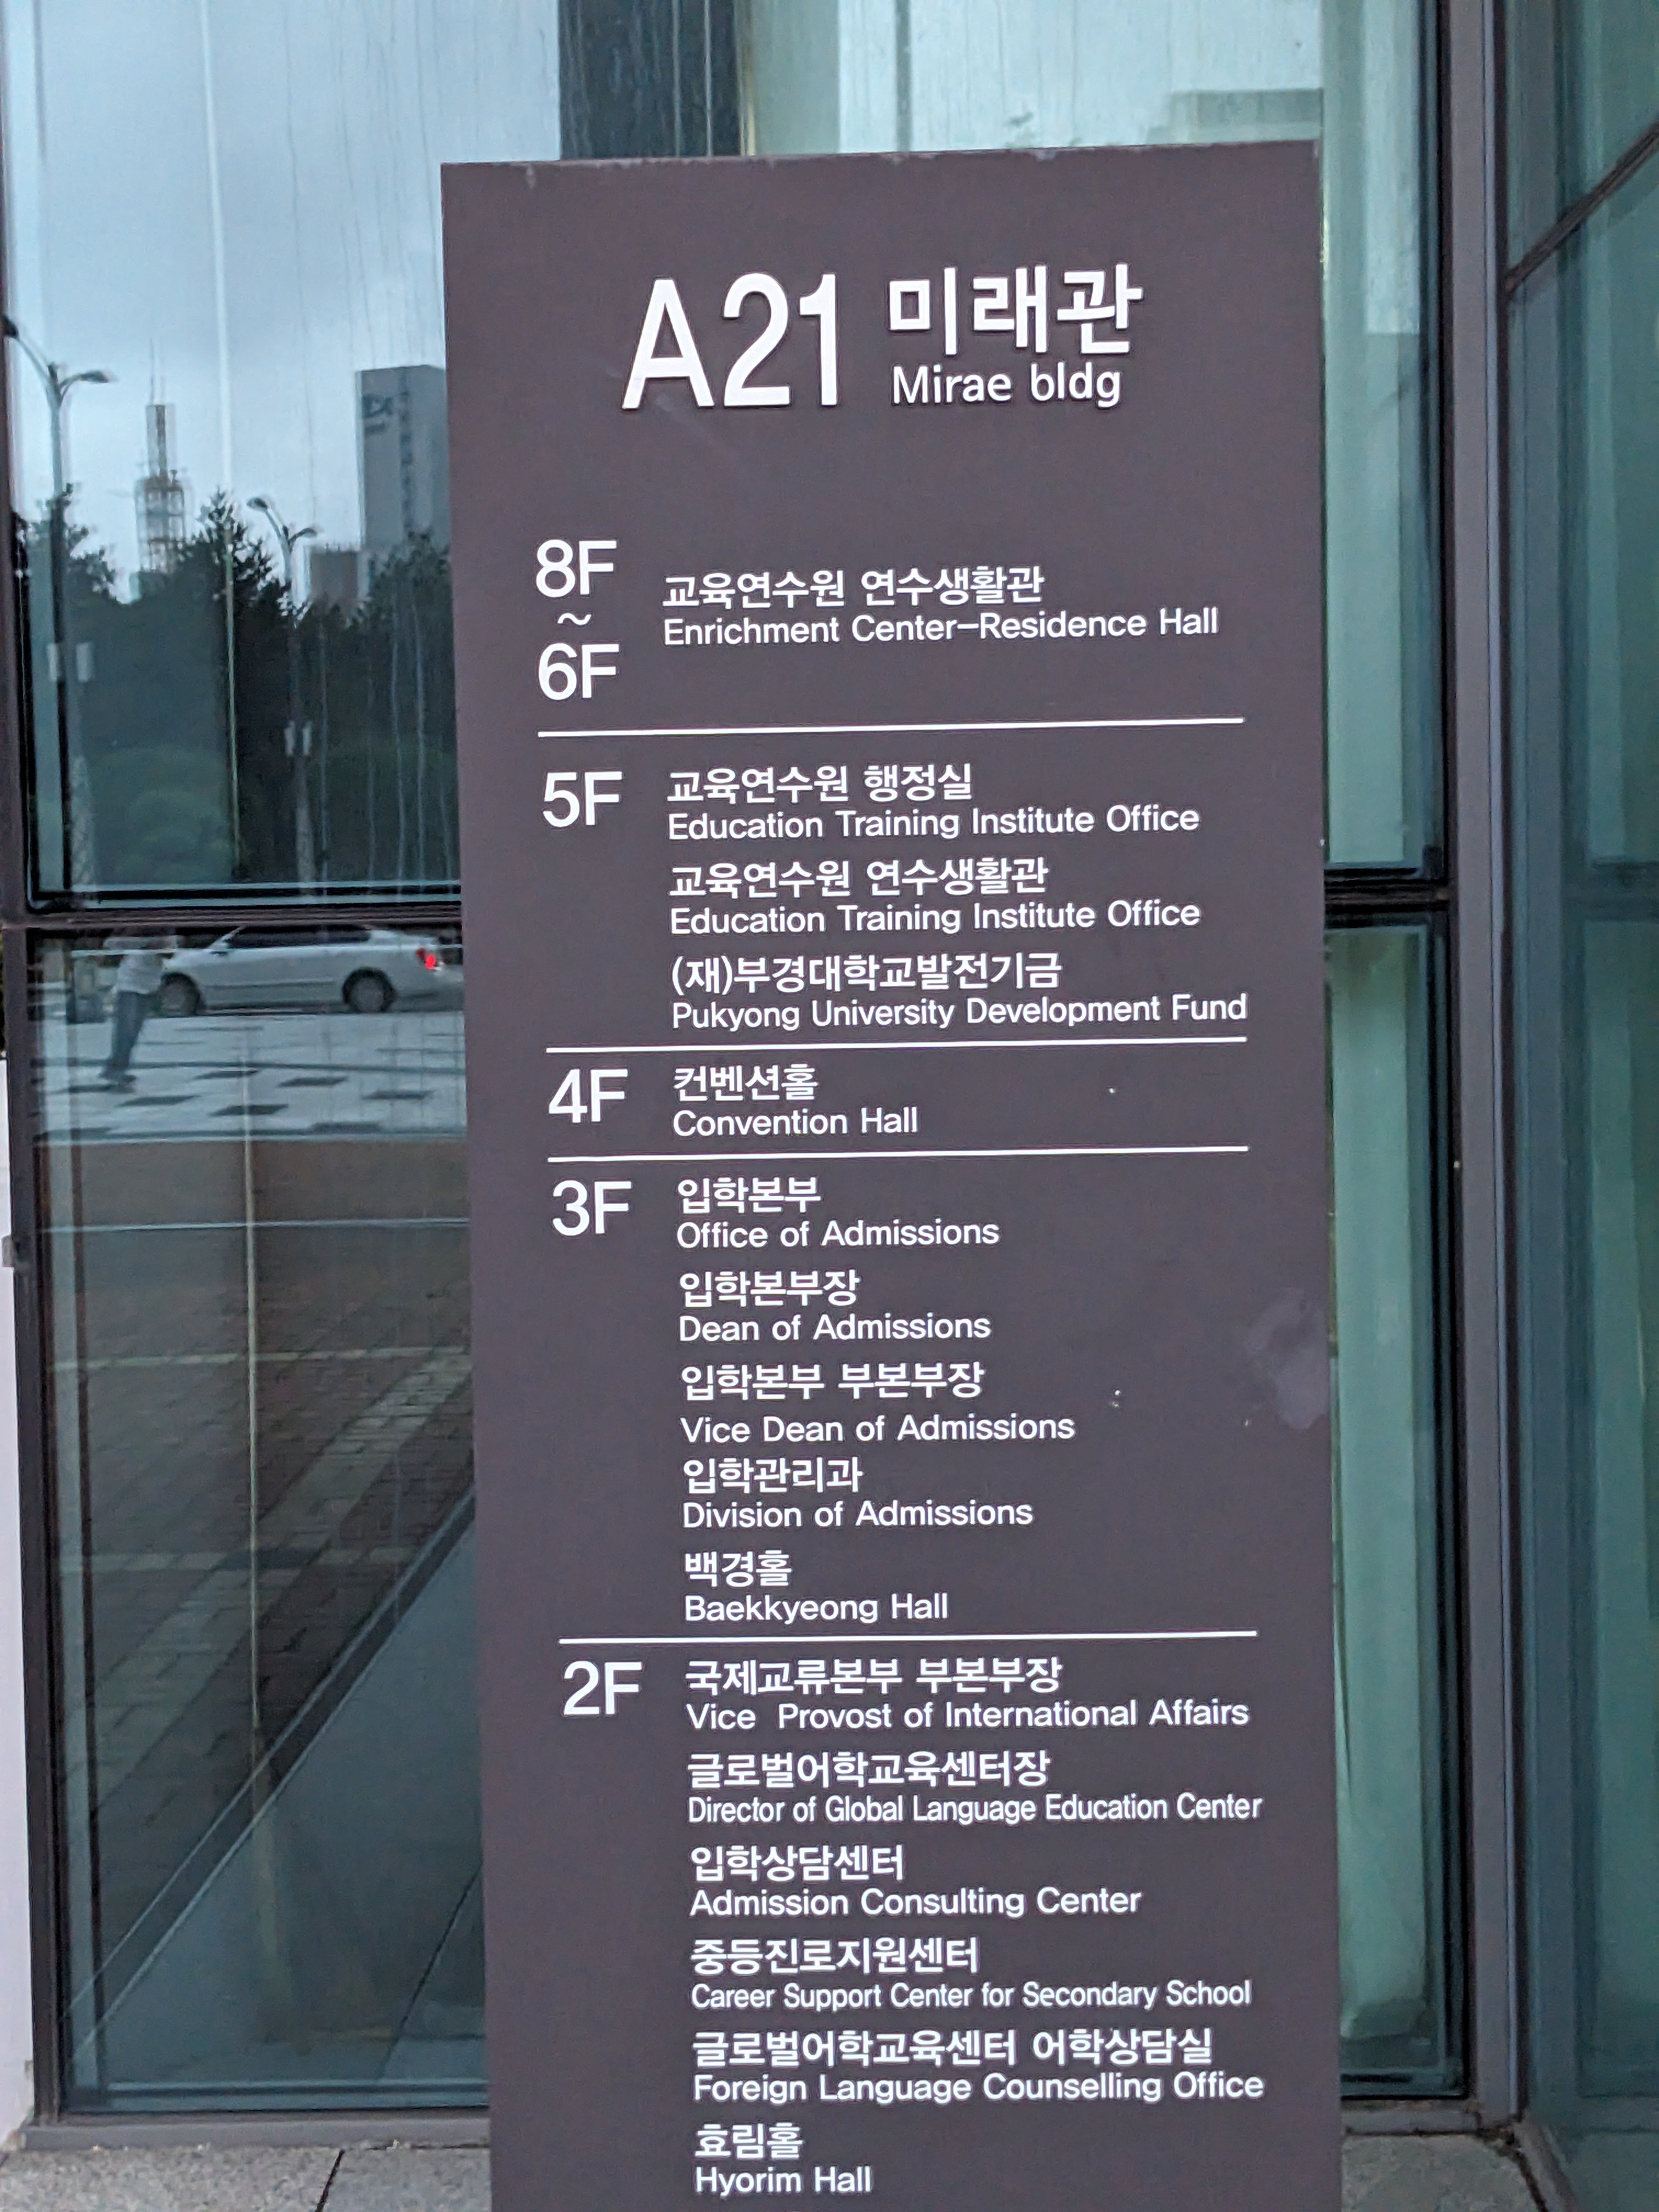 A21 미래관
Mirae bldg
8F
~
6F
교육연수원 연수생활관
Enrichment Center-Residence Hall
5F 교육연수원 행정실
Education Training Institute Office
교육연수원 연수생활관
Education Training Institute Office
(재)부경대학교발전기금
Pukyong University Development Fund
4F 컨벤션홀
Convention Hall
3F 입학본부
Office of Admissions
입학본부장
Dean of Admissions
입학본부 부본부장
Vice Dean of Admissions
입학관리과
Division of Admissions
백경홀
Baekkyeong Hall
2F 국제교류본부 부본부장
Vice Provost of International Affairs
글로벌어학교육센터장
Director of Global Language Education Center
입학상담센터
Admission Consulting Center
중등진로지원센터
Career Support Center for Secondary School
글로벌어학교육센터 어학상담실
Foreign Language Counselling Office
효림홀
Hyorim Hall